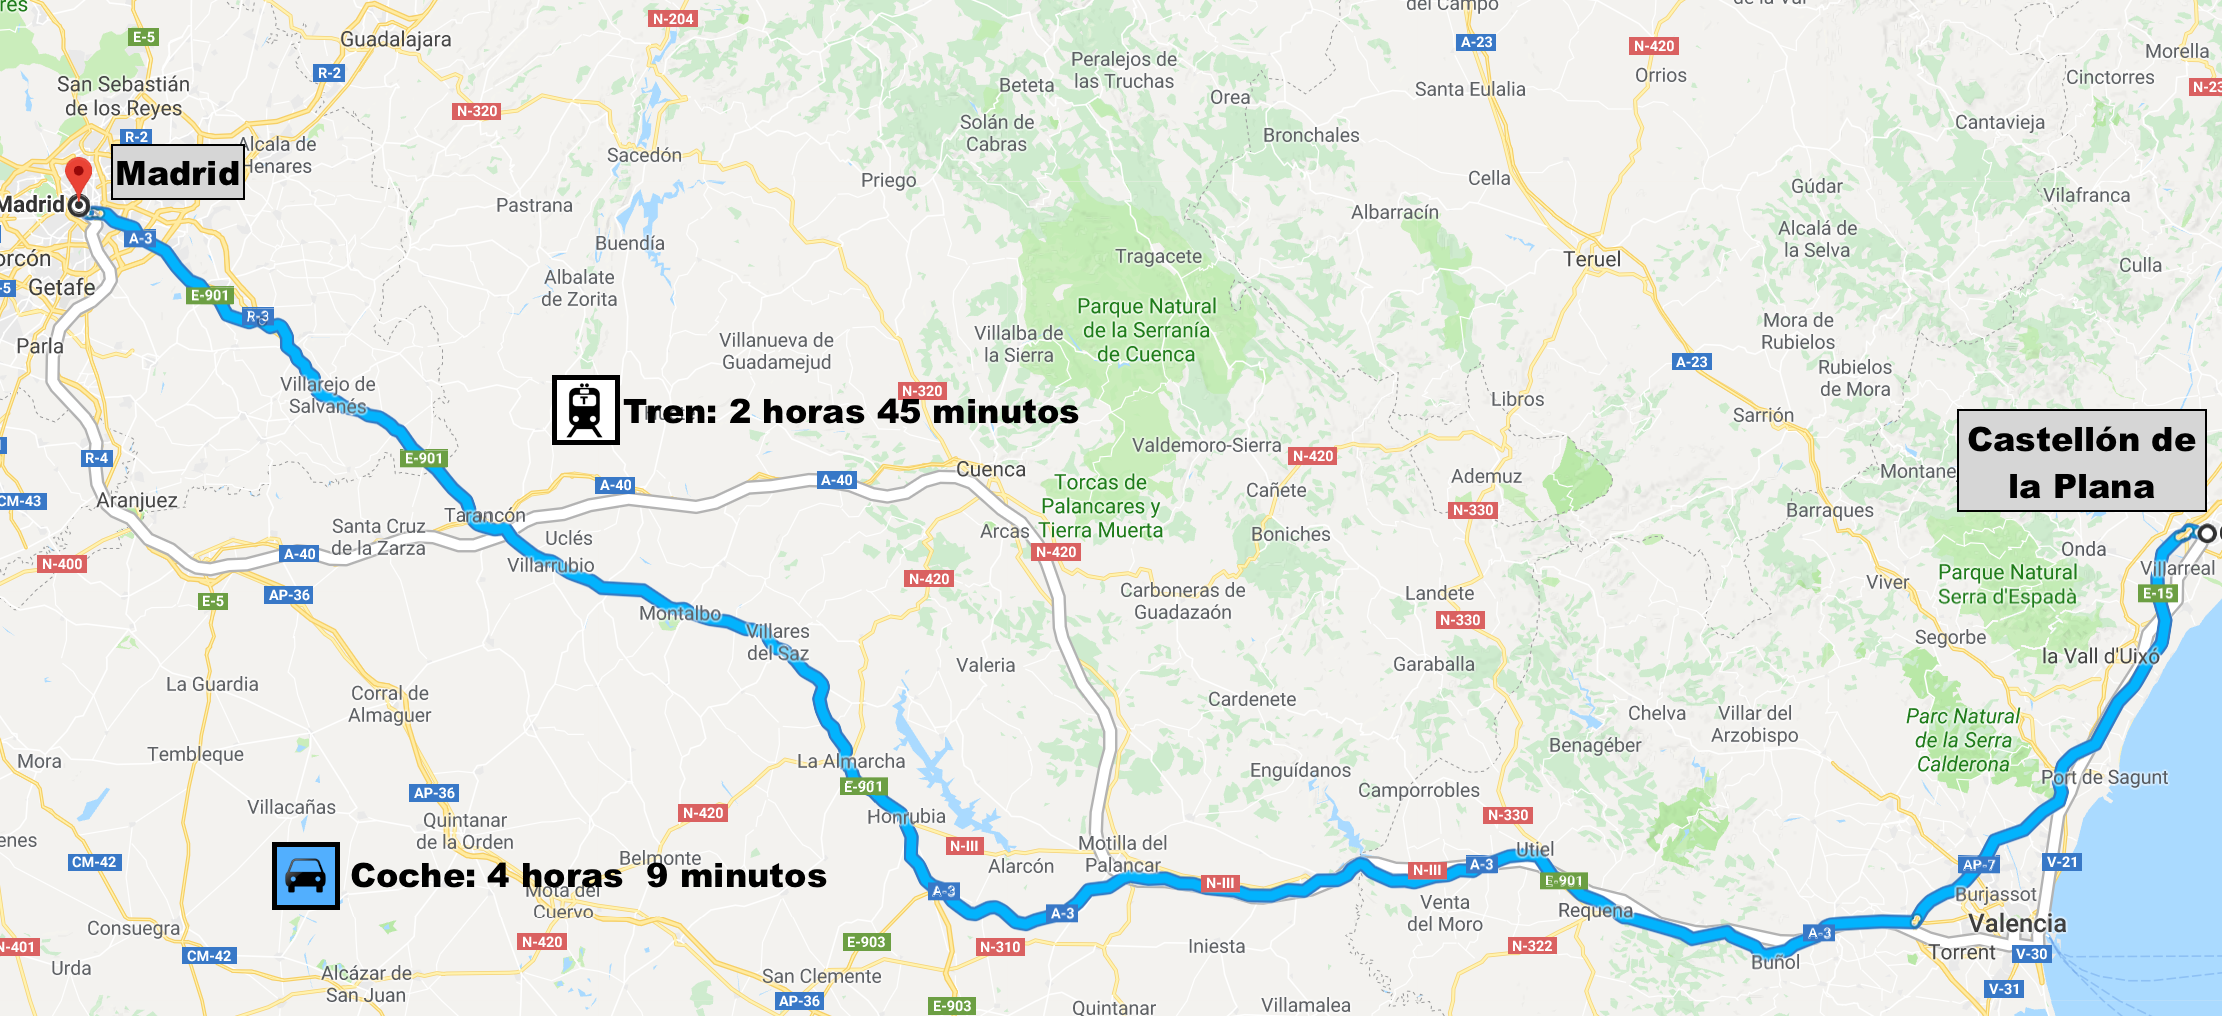 del Campo
N-204
E-5
Guadalajara
A-23
N-420
Morella
R-2
Peralejos de
las Truchas
Orrios
Cinctorres
San Sebastián
de los Reyes
Beteta
Santa Eulalia
N-320
Orea
Solán de
Cabras
Cantavieja
R-2
Bronchales
Sacedón
Madrid
Priego
Cella
Gúdar
Vilafranca
Madrid
Pastrana
Albarracín
A-3
Buendía
Alcalá de
la Selva
Tragacete
Teruel
Culla
Getafe
Albalate
de Zorita
E-901
Parque Natural
de la Serranía
de Cuenca
R-3
Villanueva de
Guadamejud
Villalba de
la Sierra
Mora de
Rubielos
Parla
A-23
Rubielos
de Mora
Villarejo de
Salvanés
N-320
Libros
Tren: 2 horas 45 minutos
Sarrión
Castellón de
la Plana
Valdemoro-Sierra
N-420
R-4
E-901
Cuenca
Ademuz
A-40
A-40
Torcas de
Palancares y
Tierra Muerta
Cañete
CM-43
Aranjuez
N-330
Barraques
Tarancón
Santa Cruz
de la Zarza
Uclés
Arcas
Boniches
Onda
A-40
N-420
Villarrubio
Villarreal
N-400
AP-36
E-5
N-420
Carboneras de
Guadazaón
Landete
Viver
Parque Natural
Serra d'Espadà
E-15
Montalbo
N-330
Villares
del Saz
Segorbe
Valeria
Garaballa
la Vall d'Uixó
La Guardia
Corral de
Almaguer
Cardenete
Chelva
Villar del
Arzobispo
Parc Natural
de la Serra
Calderona
Tembleque
Mora
La Almarcha
Benagéber
Enguídanos
Port de Sagunt
E-901
Camporrobles
AP-36
Villacañas
Honrubia
N-420
N-330
Quintanar
de la Orden
N-III
Motilla del
Palancar
Utiel
CM-42
Belmonte
Alarcón
A-3
AP-7
V-21
Coche: 4 horas 9 minutos
N-III
N-III
E-901
Mota del
Cuervo
A-3
Burjassot
A-3
Venta
del Moro
Requena
Valencia
Consuegra
A-3
N-401
CM-42
N-420
E-903
N-310
Iniesta
N-322
Torrent
V-30
Buñol
Urda
Alcázar de
San Juan
San Clemente
V-31
AP-36
E-903
Quintanar
Villamalea